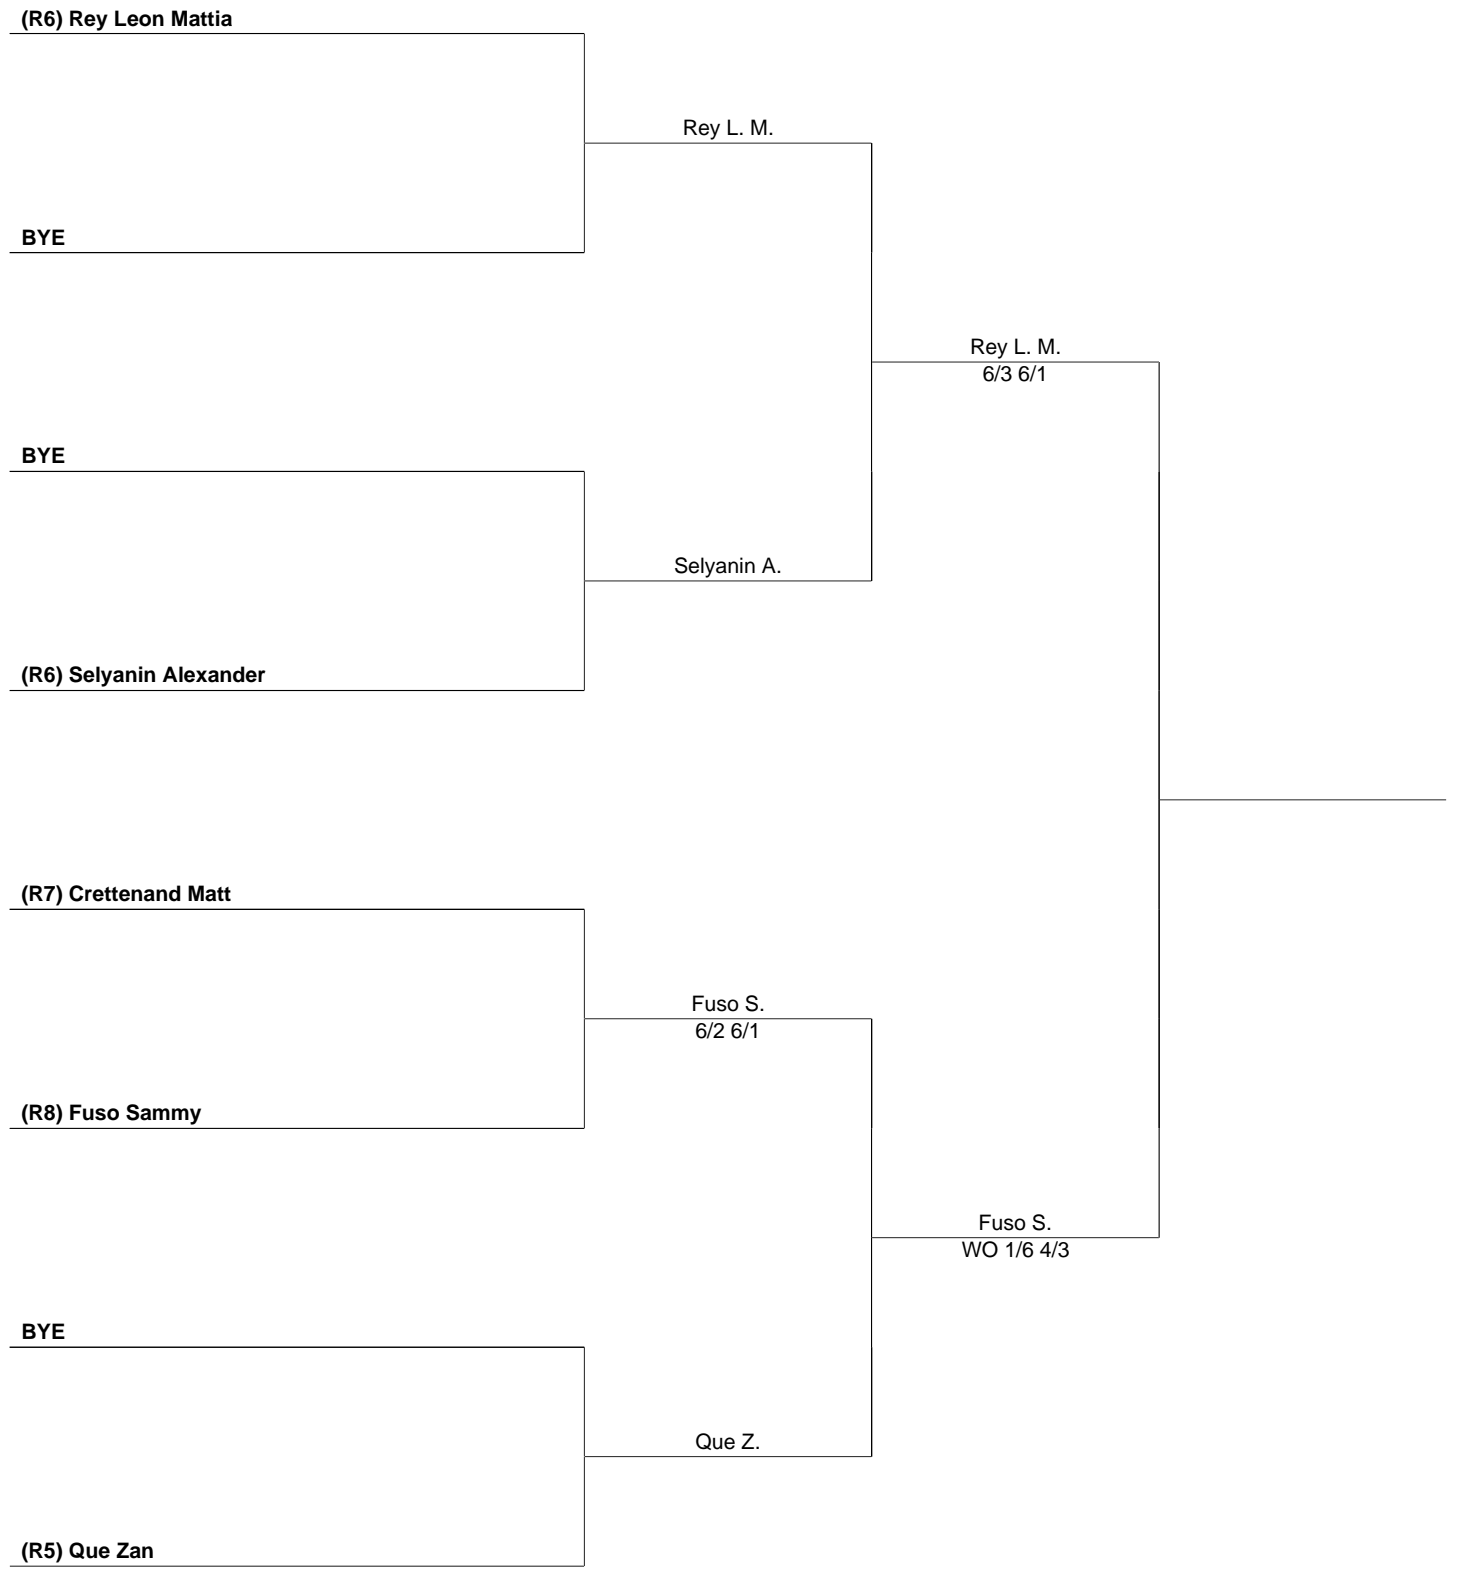 (R6) Rey Leon Mattia
Rey L. M.
BYE
Rey L. M.
6/3 6/1
BYE
Selyanin A.
(R6) Selyanin Alexander
(R7) Crettenand Matt
Fuso S.
6/2 6/1
(R8) Fuso Sammy
Fuso S.
WO 1/6 4/3
BYE
Que Z.
(R5) Que Zan